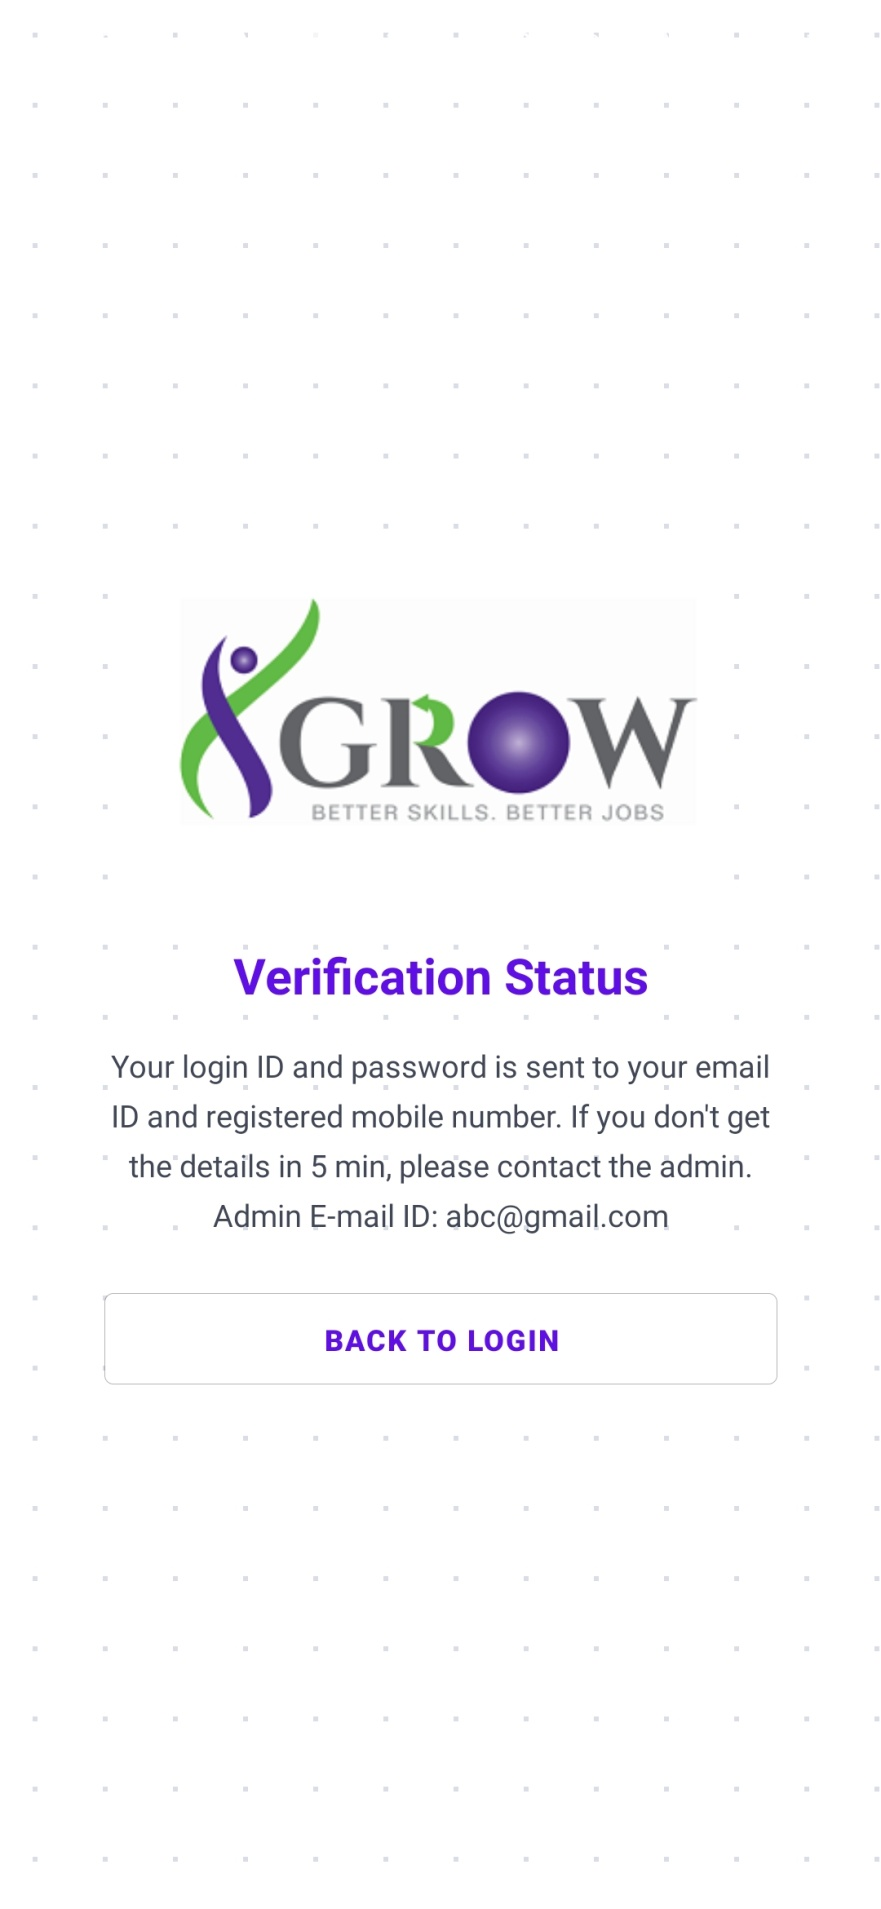 GROW
BETTER SKILLS. BETTER JOBS
Verification Status
Your login ID and password is sent to your email
ID and registered mobile number. If you don't get
the details in 5 min, please contact the admin.
Admin E-mail ID: abc@gmail.com
BACK TO LOGIN